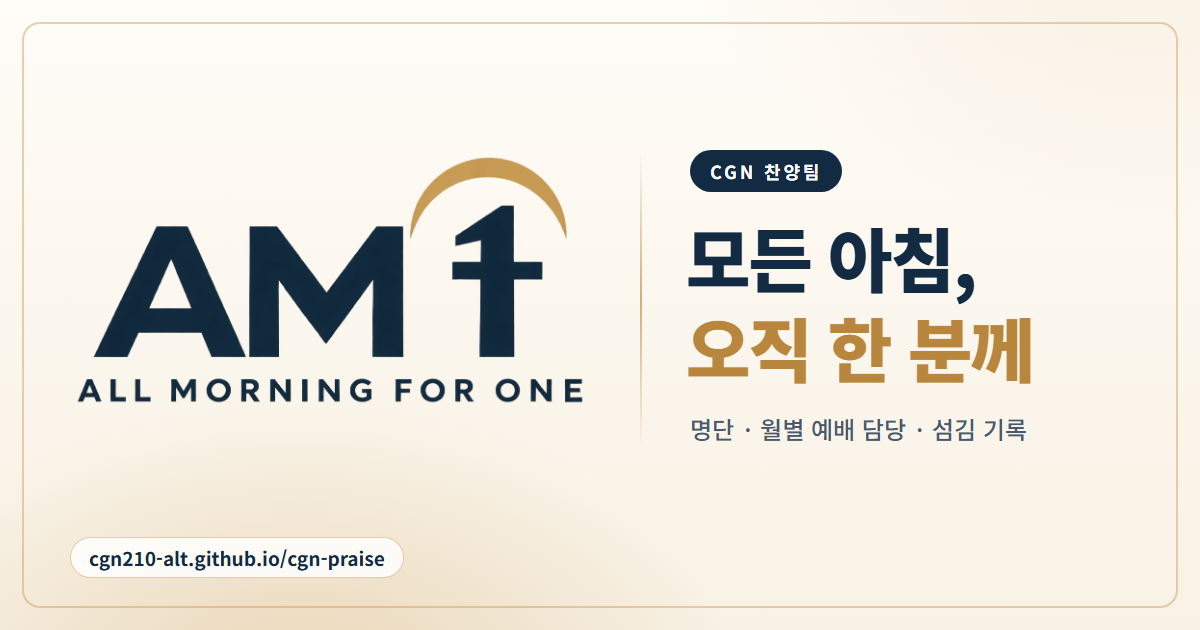 AM1
ALL MORNING FOR ONE
CGN 찬양팀
모든 아침,
오직 한 분께
명단 · 월별 예배 담당 · 섬김 기록
cgn210-alt.github.io/cgn-praise